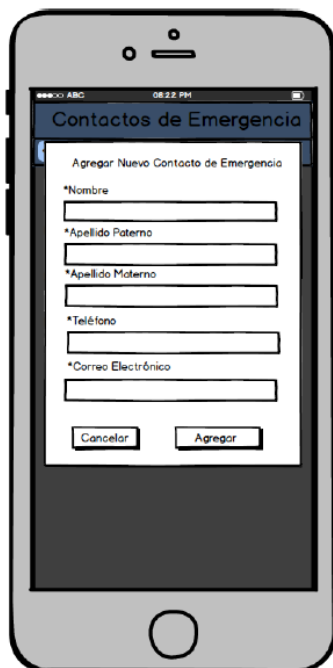 ABC 08:22 PM
Contactos de Emergencia
Agregar Nuevo Contacto de Emergencia
*Nombre
*Apellido Paterno
*Apellido Materno
*Teléfono
*Correo Electrónico
Cancelar Agregar